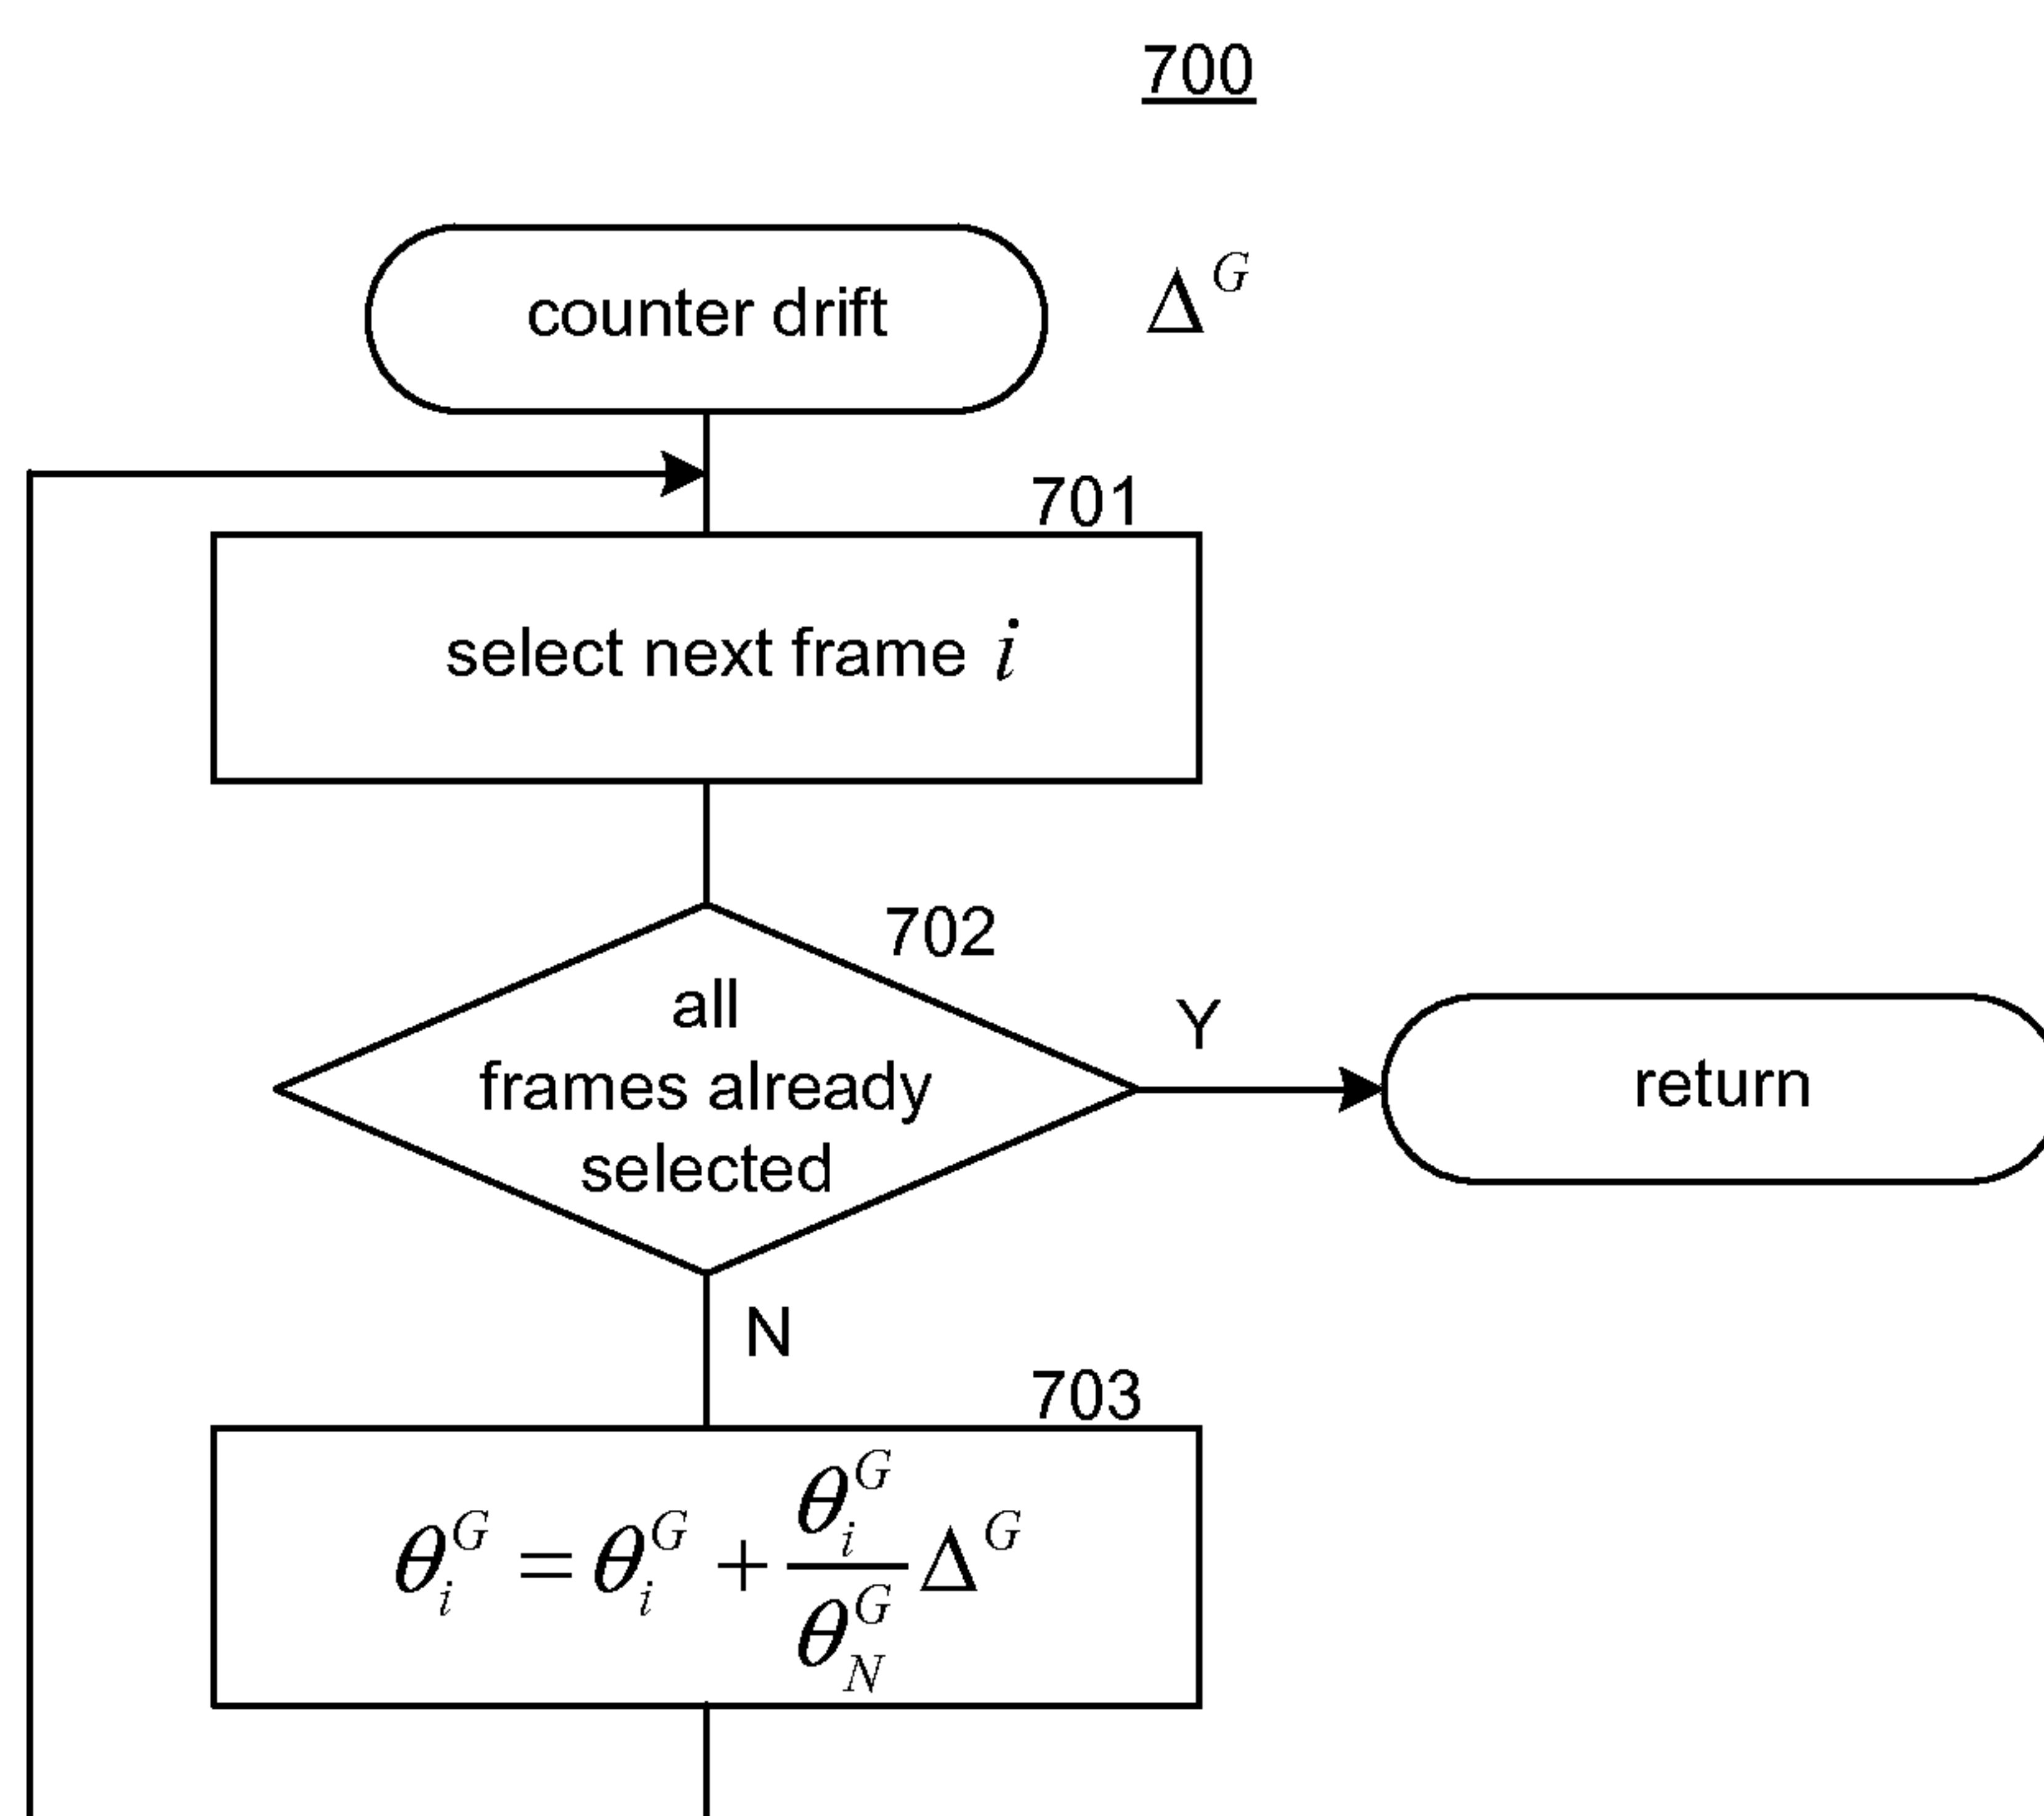 700
counter drift
Δ^G
701
select next frame i
702
all
frames already
selected
Y
return
N
703
θ_i^G = θ_i^G + θ_i^G / θ_N^G Δ^G